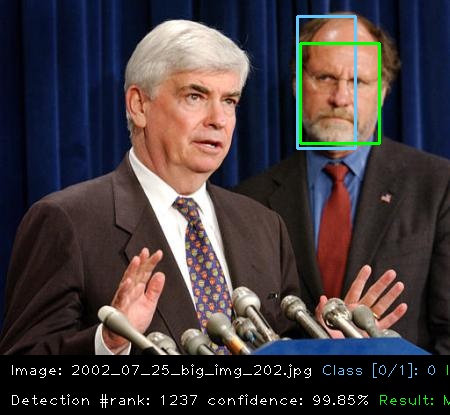 Image: 2002_07_25_big_img_202.jpg Class [0/1]: 0
Detection #rank: 1237 confidence: 99.85% Result: